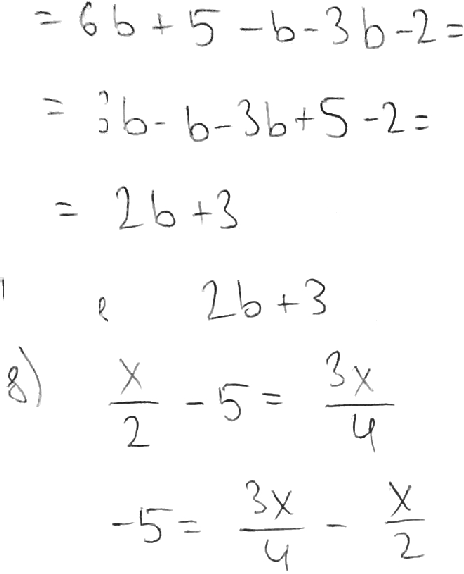 = 6b + 5 - b - 3b - 2 =
= b - b - 3b + 5 - 2 =
= 2b + 3
2b + 3
8) x/2 - 5 = 3x/4
-5 = 3x/4 - x/2